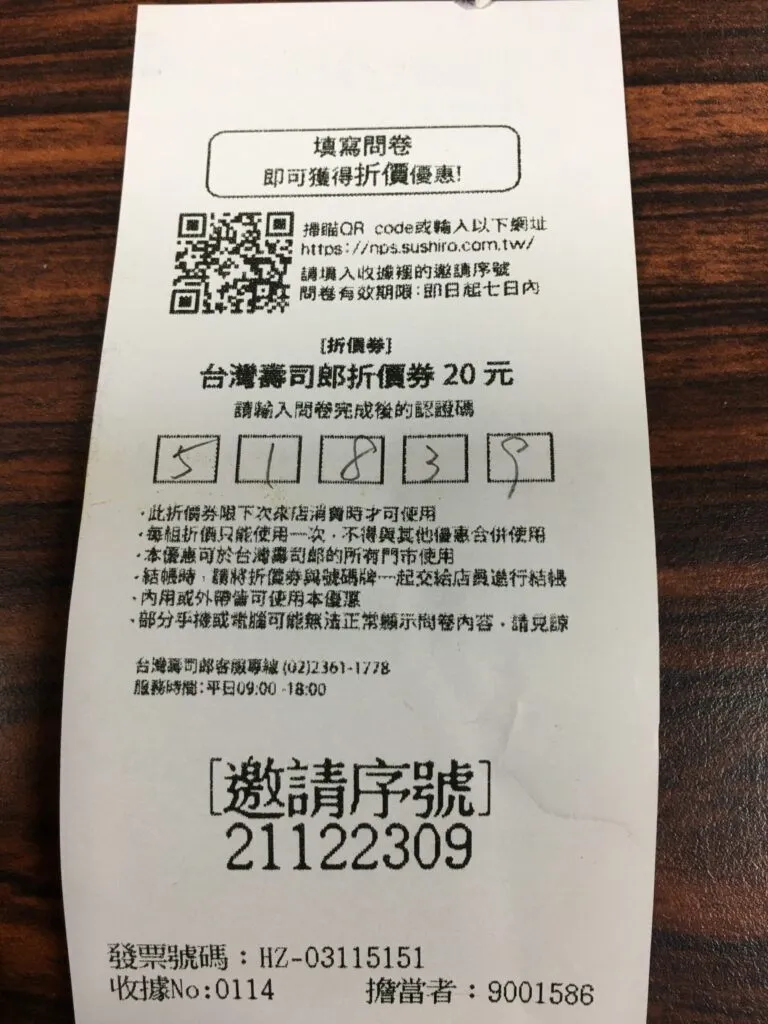 填寫問卷
即可獲得折價優惠!
掃瞄QR code或輸入以下網址
https://nps.sushiro.com.tw/
請填入收據裡的邀請序號
問卷有效期限:即日起七日內
[折價券]
台灣壽司郎折價券 20 元
請輸入問卷完成後的認證碼
5 1 8 3 9
·此折價券限下次來店消費時才可使用
·每組折價只能使用一次，不得與其他優惠合併使用
·本優惠可於台灣壽司郎的所有門市使用
·結帳時，請將折價券與號碼牌一起交給店員進行結帳
·內用或外帶皆可使用本優惠
·部分手機或電腦可能無法正常顯示問卷內容，請見諒
台灣壽司郎客服專線 (02)2361-1778
服務時間:平日09:00 -18:00
[邀請序號]
21122309
發票號碼：HZ-03115151
收據No:0114 擔當者：9001586